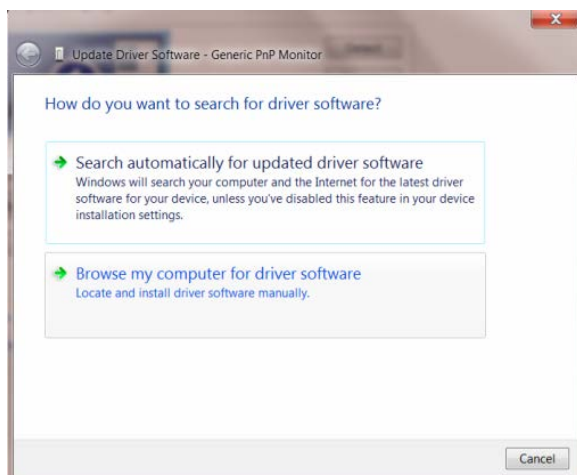 Update Driver Software - Generic PnP Monitor
How do you want to search for driver software?
Search automatically for updated driver software
Windows will search your computer and the Internet for the latest driver
software for your device, unless you've disabled this feature in your device
installation settings.
Browse my computer for driver software
Locate and install driver software manually.
Cancel